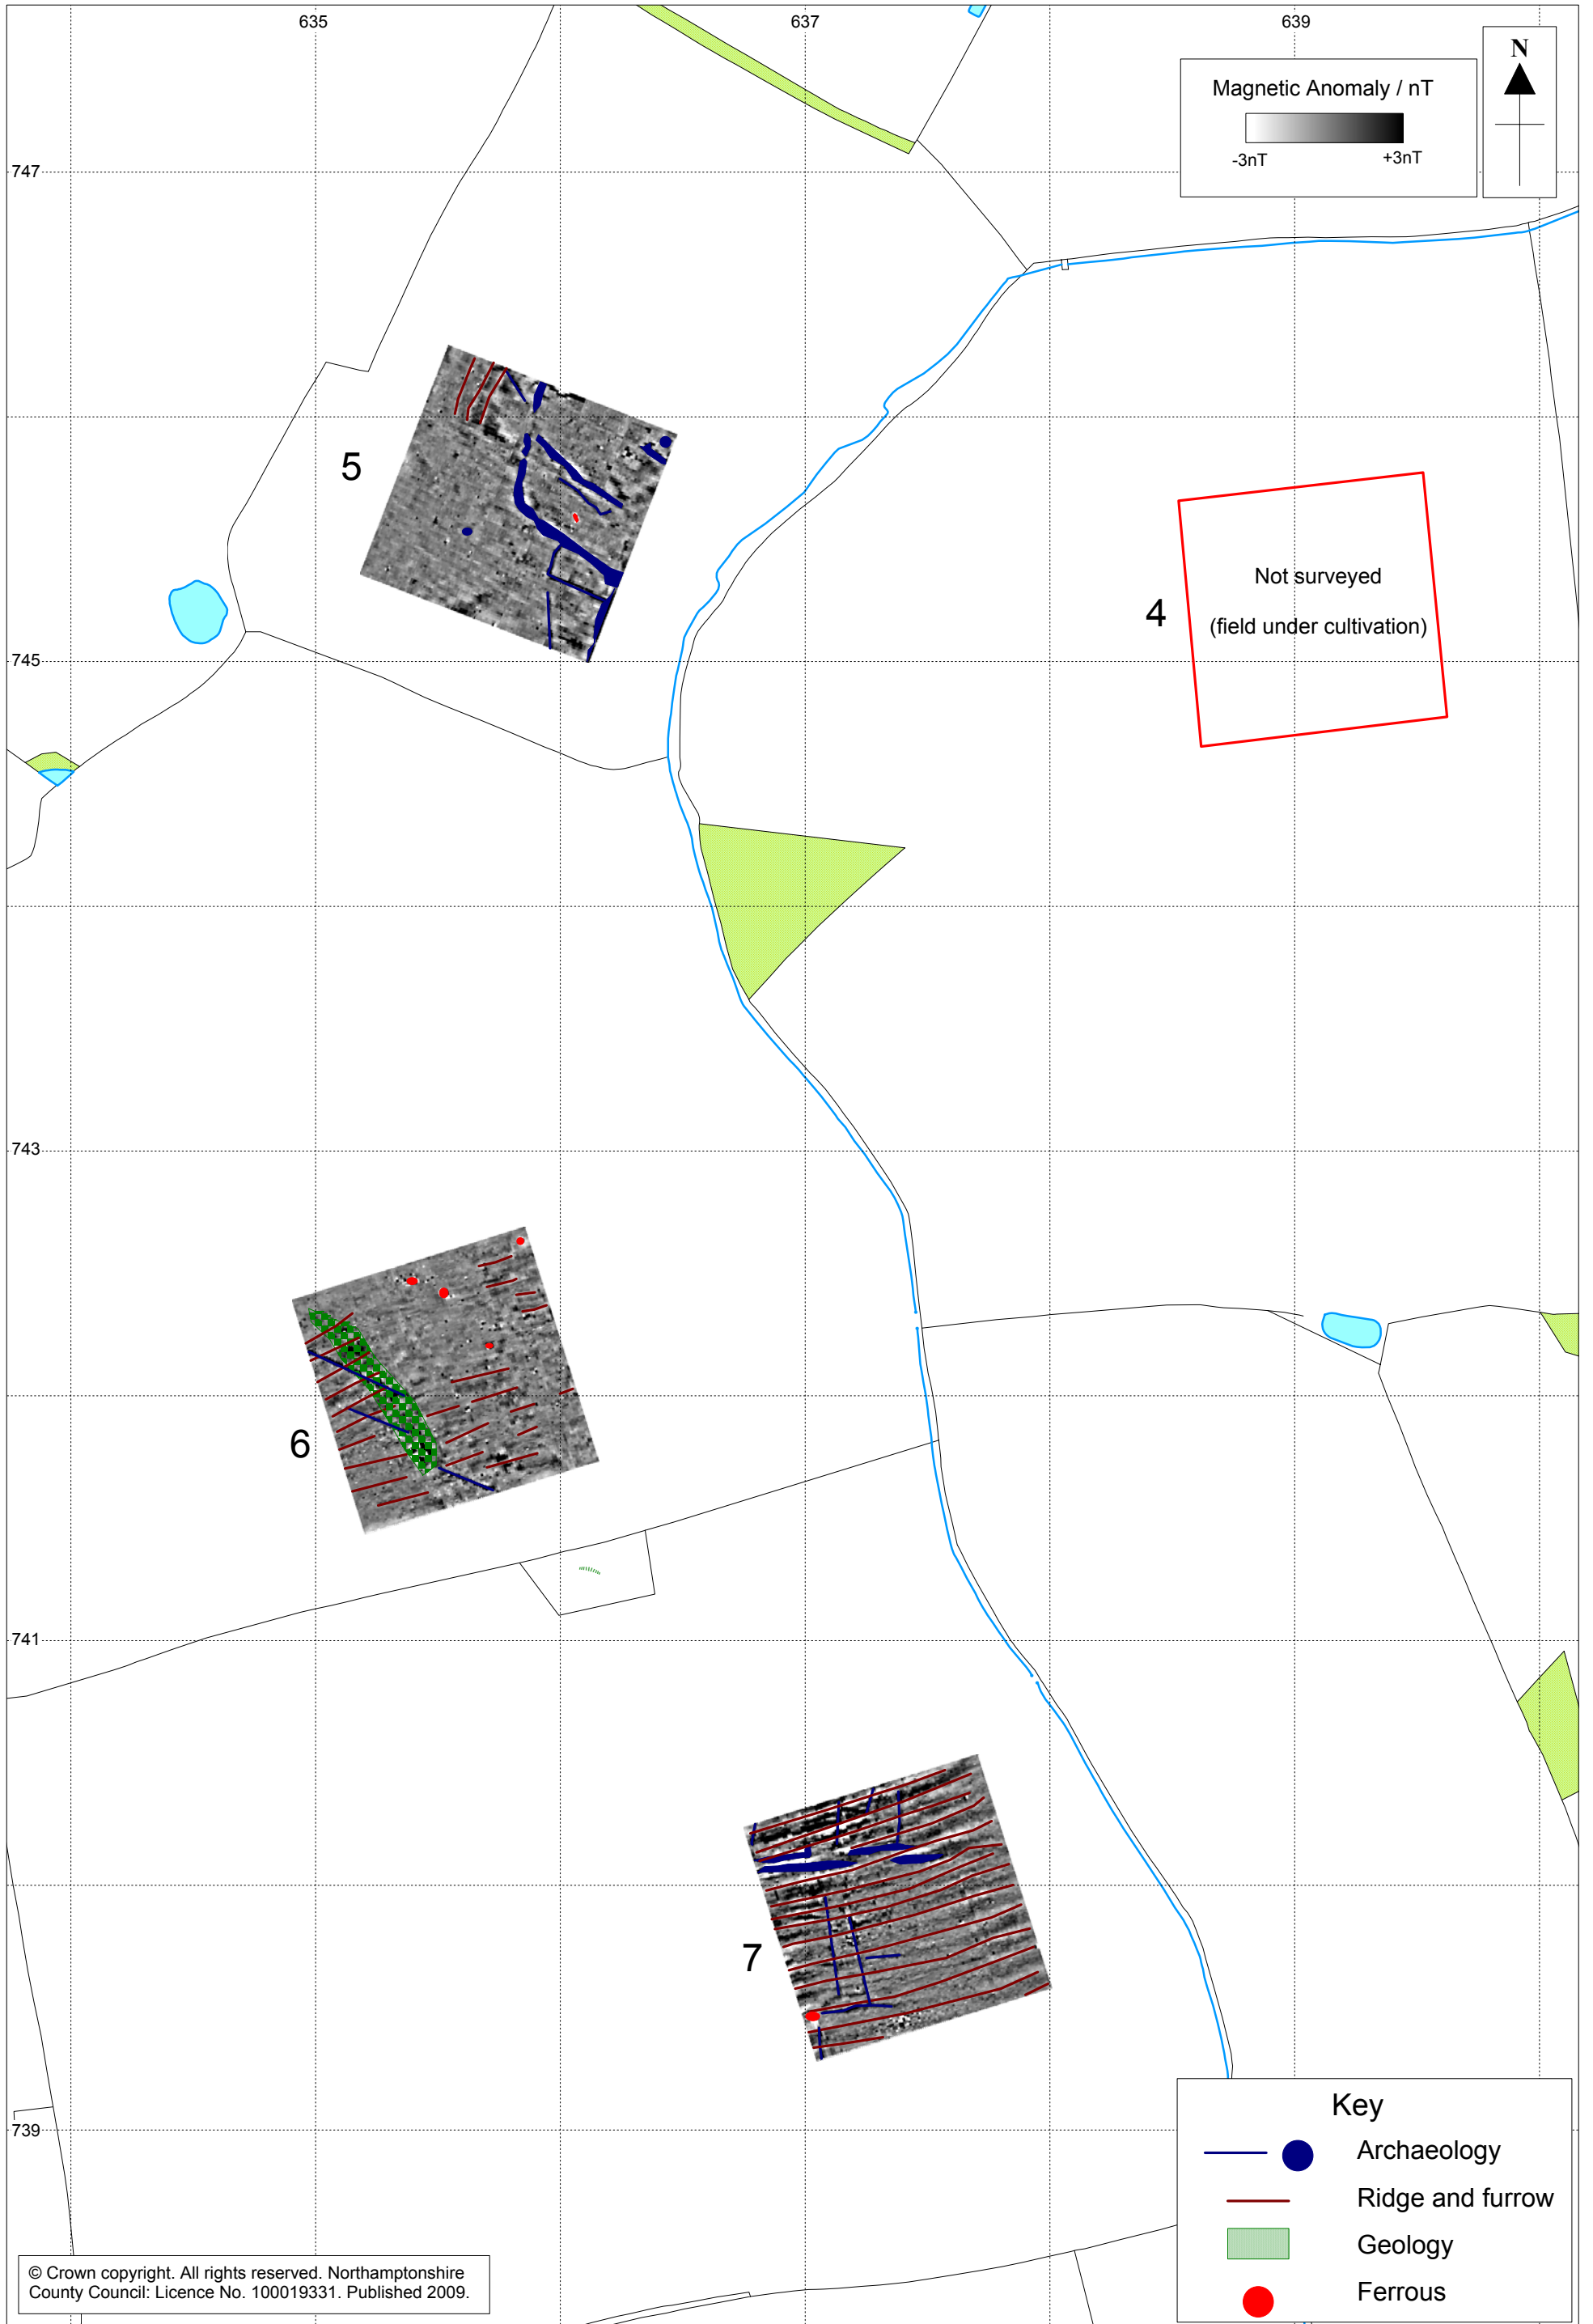 635
637
639
N
Magnetic Anomaly / nT
-3nT
+3nT
747
5
Not surveyed
4
(field under cultivation)
745
743
6
741
7
739
Key
Archaeology
Ridge and furrow
Geology
Ferrous
© Crown copyright. All rights reserved. Northamptonshire
County Council: Licence No. 100019331. Published 2009.